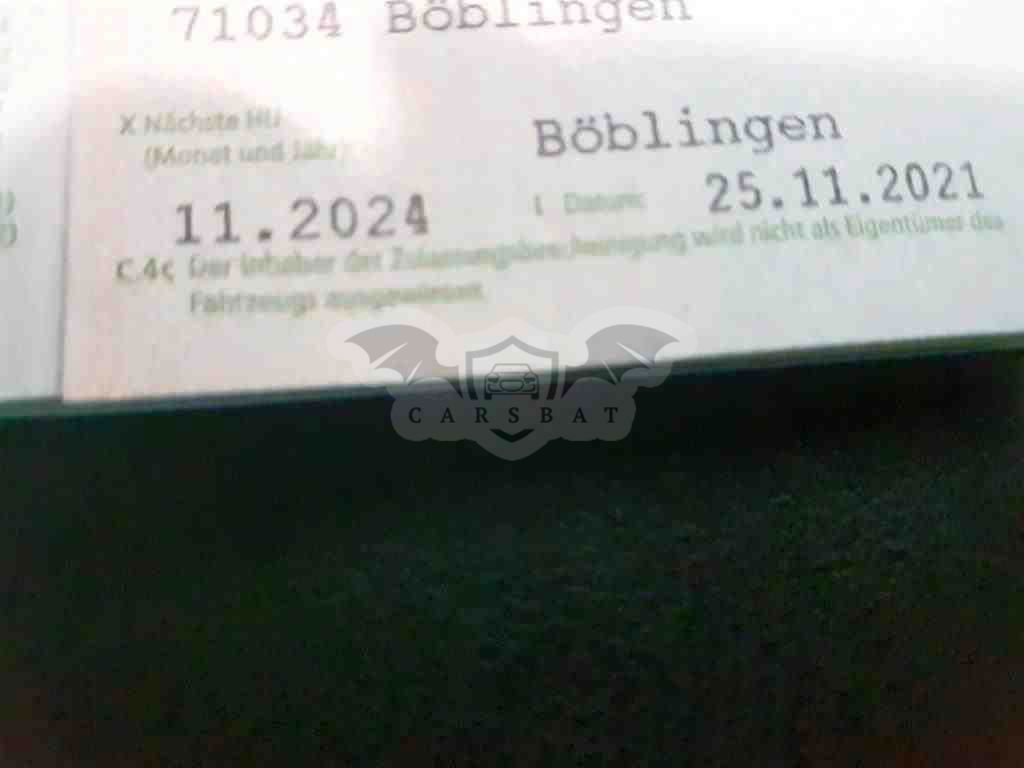 71034 Böblingen
X Nächste HU
(Monat und Jahr)
Böblingen
11.2024
I Datum: 25.11.2021
C.4c Der Inhaber der Zulassungsbescheinigung wird nicht als Eigentümer des
Fahrzeugs ausgewiesen.
CARSBAT